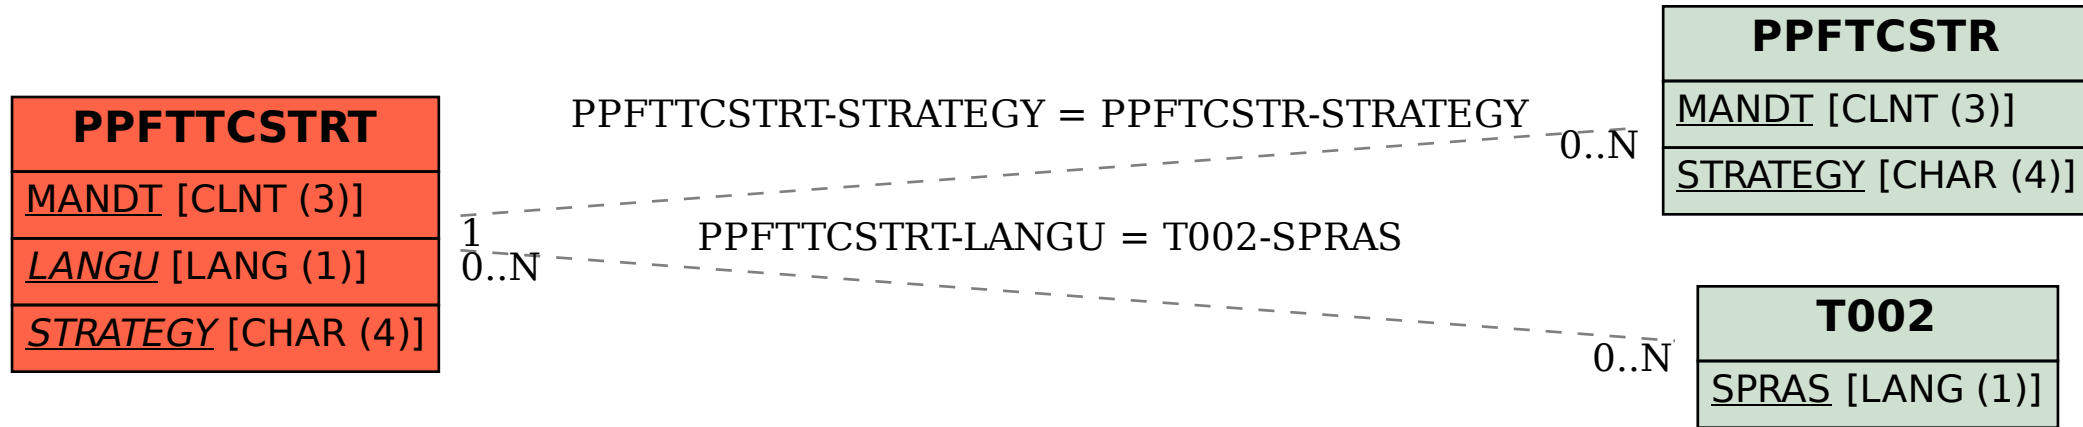 PPFTTCSTRT
MANDT [CLNT (3)]
LANGU [LANG (1)]
STRATEGY [CHAR (4)]
PPFTTCSTRT-STRATEGY = PPFTCSTR-STRATEGY
1
0..N
PPFTTCSTRT-LANGU = T002-SPRAS
0..N
0..N
PPFTCSTR
MANDT [CLNT (3)]
STRATEGY [CHAR (4)]
T002
SPRAS [LANG (1)]